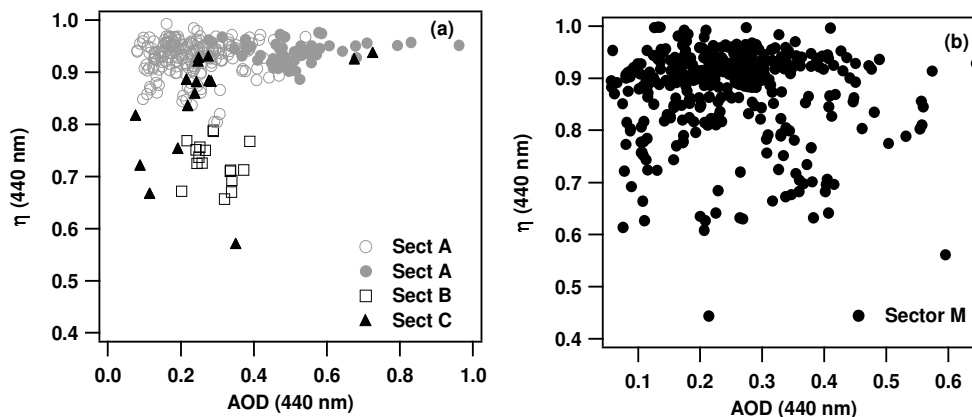 (a)
1.0
0.9
0.8
0.7
0.6
0.5
0.4
η (440 nm)
0.0 0.2 0.4 0.6 0.8 1.0
AOD (440 nm)
Sect A
Sect A
Sect B
Sect C
(b)
1.0
0.9
0.8
0.7
0.6
0.5
0.4
η (440 nm)
0.1 0.2 0.3 0.4 0.5 0.6
AOD (440 nm)
Sector M